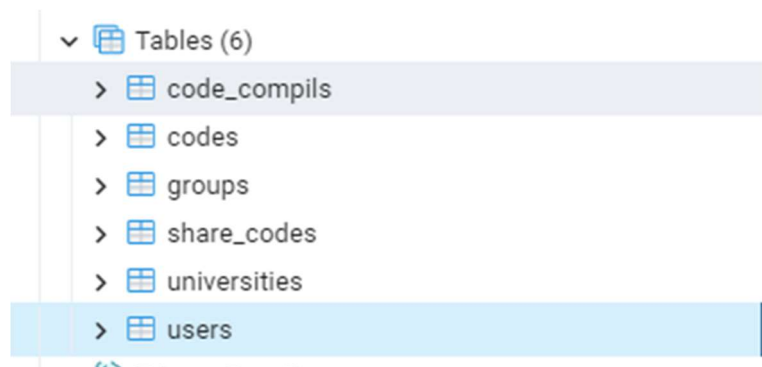 Tables (6)
code_compils
codes
groups
share_codes
universities
users